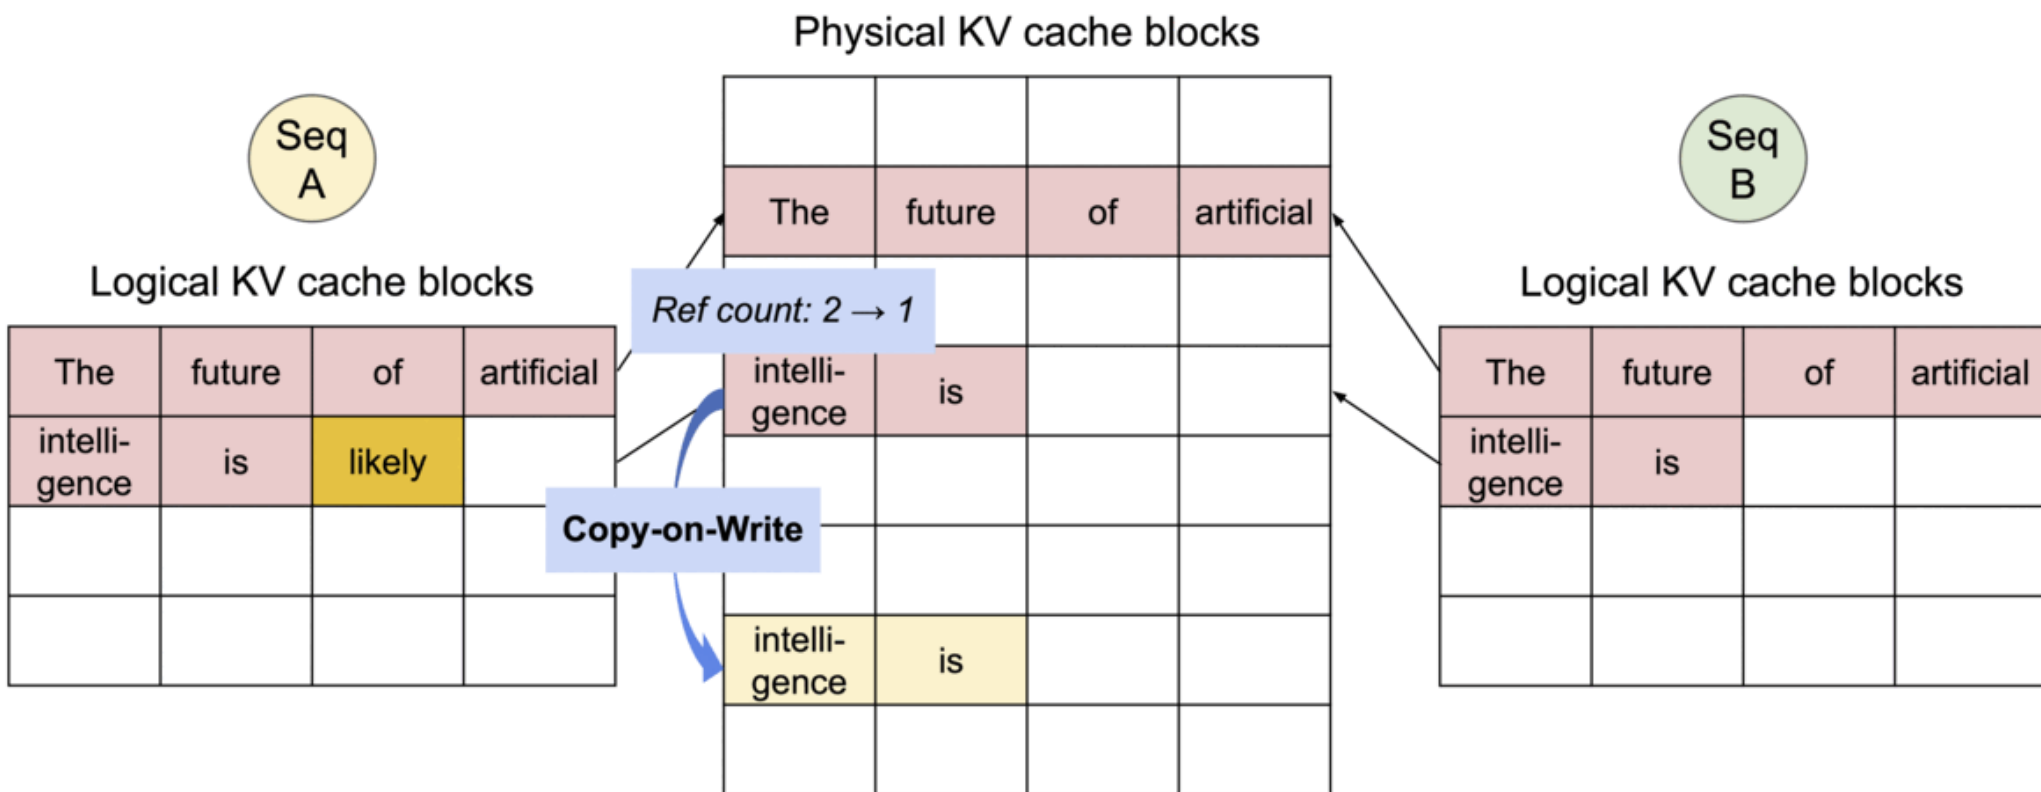 Physical KV cache blocks
Seq
A
Seq
B
The future of artificial
Logical KV cache blocks
Logical KV cache blocks
Ref count: 2 → 1
The future of artificial
intelli-
gence is likely
intelli-
gence is
The future of artificial
intelli-
gence is
Copy-on-Write
intelli-
gence is